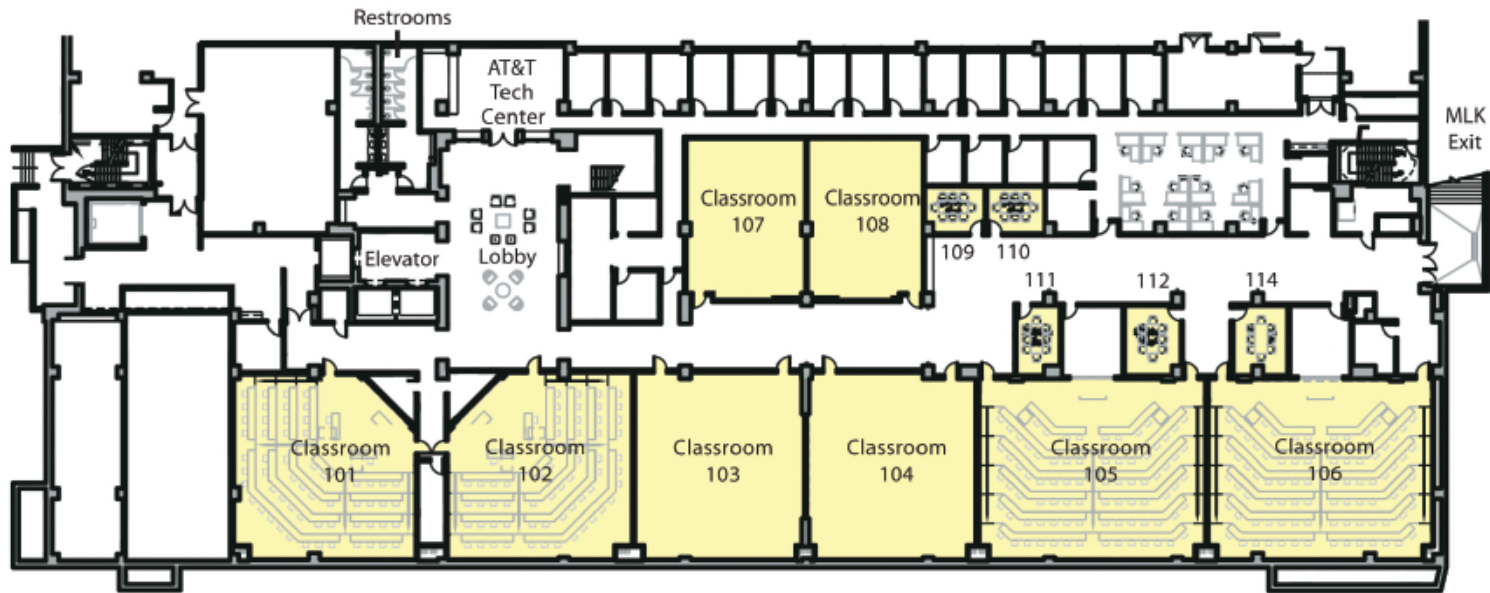 Restrooms
AT&T
Tech
Center
MLK
Exit
Classroom
107
Classroom
108
109
110
Elevator
Lobby
111
112
114
Classroom
101
Classroom
102
Classroom
103
Classroom
104
Classroom
105
Classroom
106